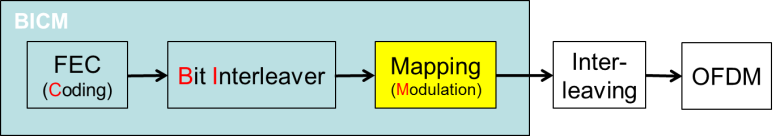 BICM
FEC
(Coding)
Bit Interleaver
Mapping
(Modulation)
Inter-
leaving
OFDM